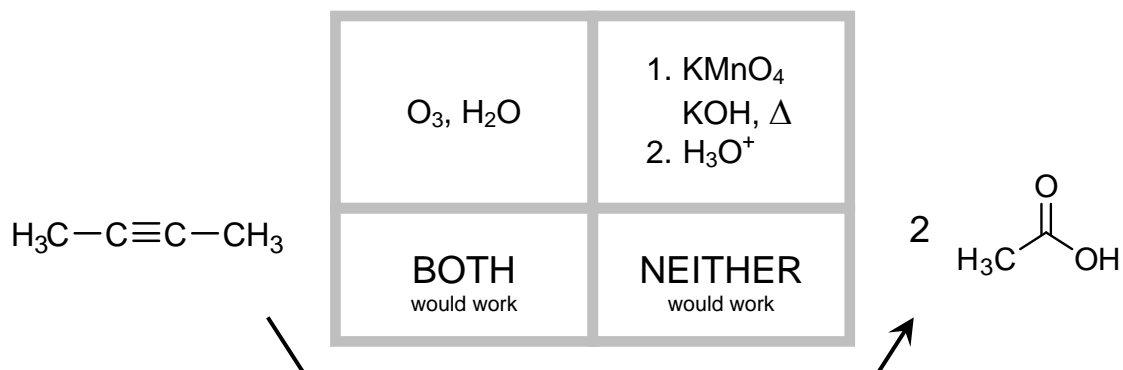 O₃, H₂O
1. KMnO₄
KOH, Δ
2. H₃O⁺
H₃C—C≡C—CH₃
BOTH
would work
NEITHER
would work
2
O
H₃C
OH